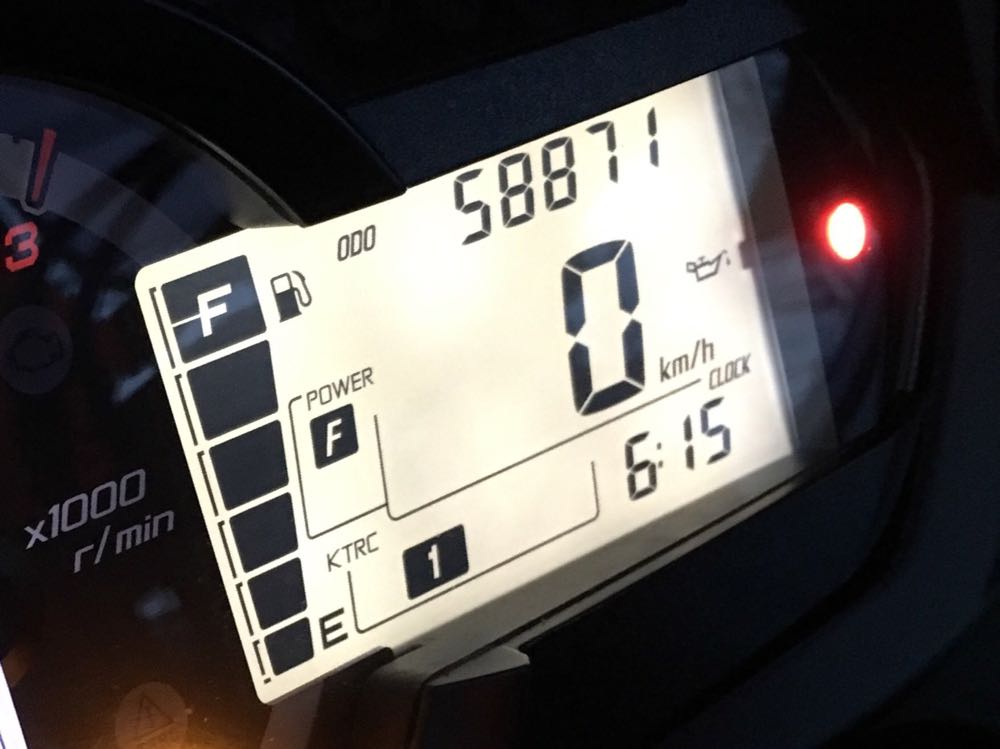 3
x1000
r/min
ODO 58871
F
0 km/h
POWER
F
CLOCK
6:15
KTRC
1
E